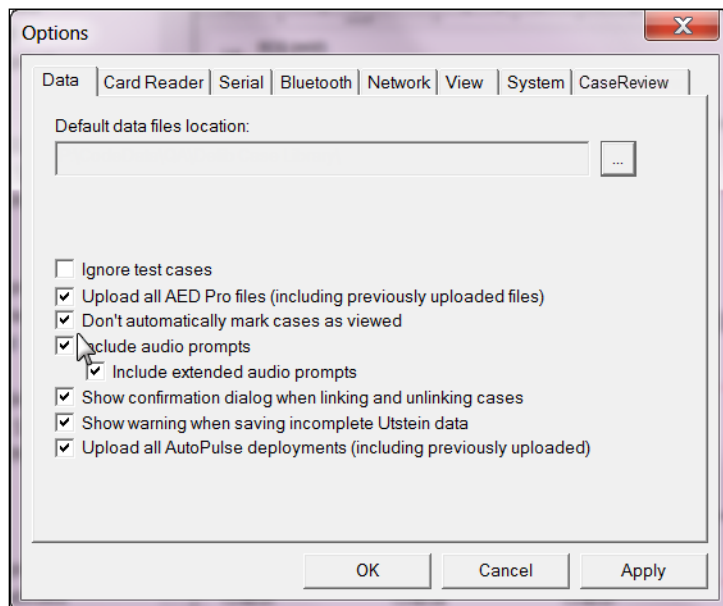 Options
X
Data Card Reader Serial Bluetooth Network View System CaseReview
Default data files location:
...
Ignore test cases
Upload all AED Pro files (including previously uploaded files)
Don't automatically mark cases as viewed
Include audio prompts
Include extended audio prompts
Show confirmation dialog when linking and unlinking cases
Show warning when saving incomplete Utstein data
Upload all AutoPulse deployments (including previously uploaded)
OK Cancel Apply